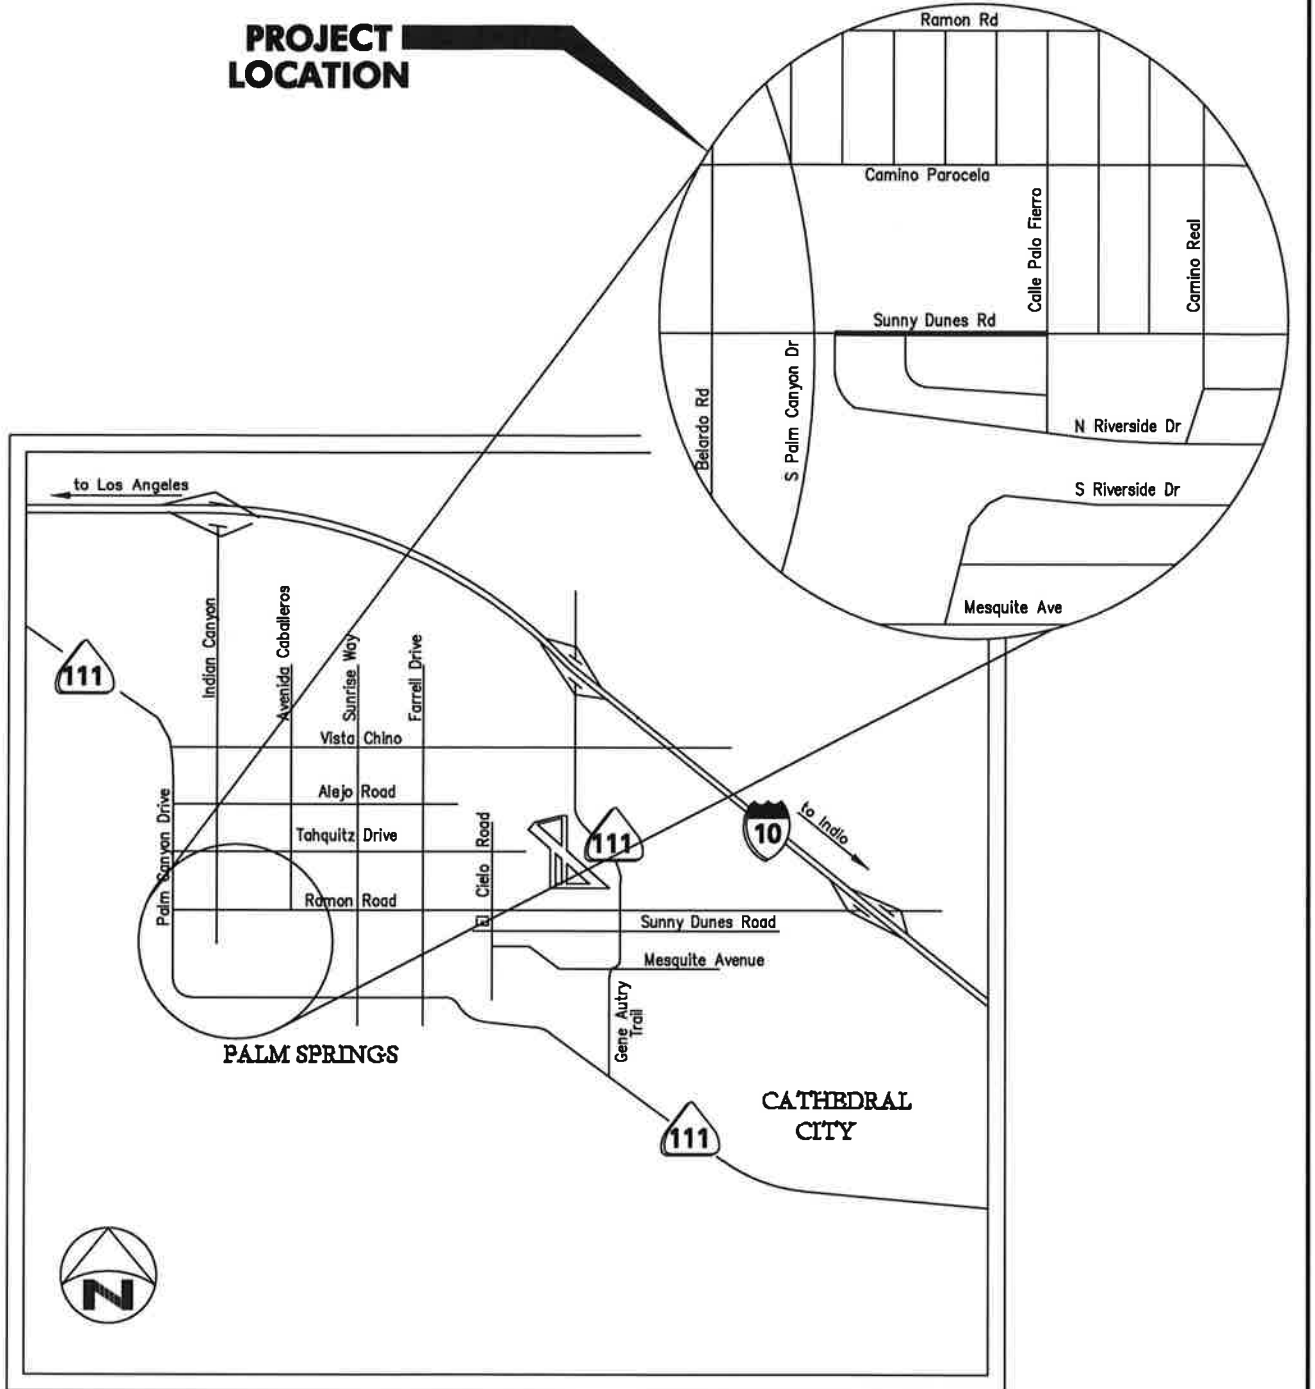 PROJECT
LOCATION
Ramon Rd
Camino Parocela
Calle Palo Fierro
Camino Real
Sunny Dunes Rd
Belardo Rd
S Palm Canyon Dr
N Riverside Dr
S Riverside Dr
Mesquite Ave
to Los Angeles
111
Indian Canyon
Avenida Caballeros
Sunrise Way
Farrell Drive
Vista Chino
Alejo Road
Tahquitz Drive
Palm Canyon Drive
Cielo Road
111
10
to Indio
Ramon Road
Sunny Dunes Road
Mesquite Avenue
Gene Autry
Trail
PALM SPRINGS
CATHEDRAL
CITY
111
N